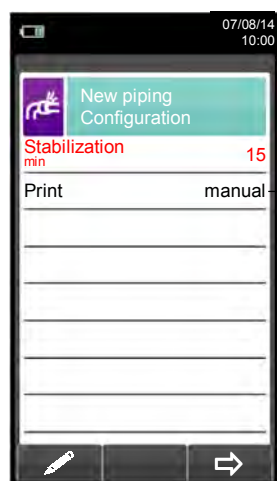 07/08/14
10:00
New piping
Configuration
Stabilization 15
min
Print manual